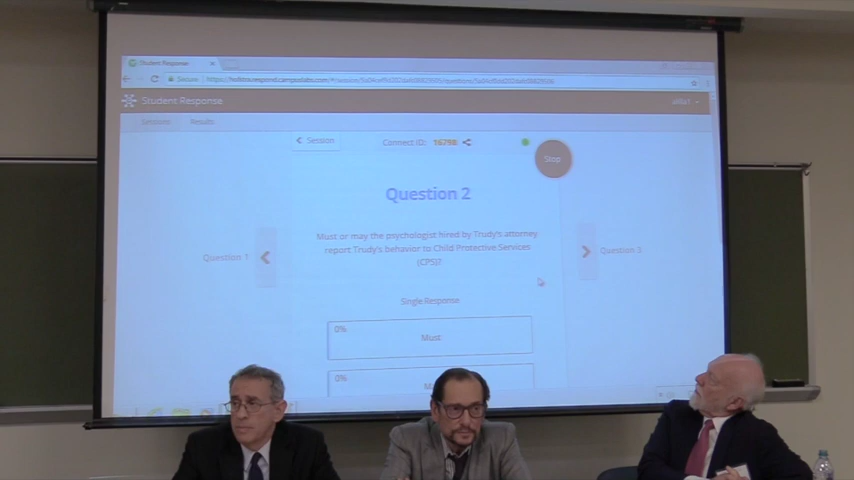 Student Response
Secure
Student Response
Sessions Results
Session
Connect ID: 16798
Stop
Question 2
Must or may the psychologist hired by Trudy's attorney
report Trudy's behavior to Child Protective Services
(CPS)?
Question 1
Question 3
Single Response
0%
Must
0%